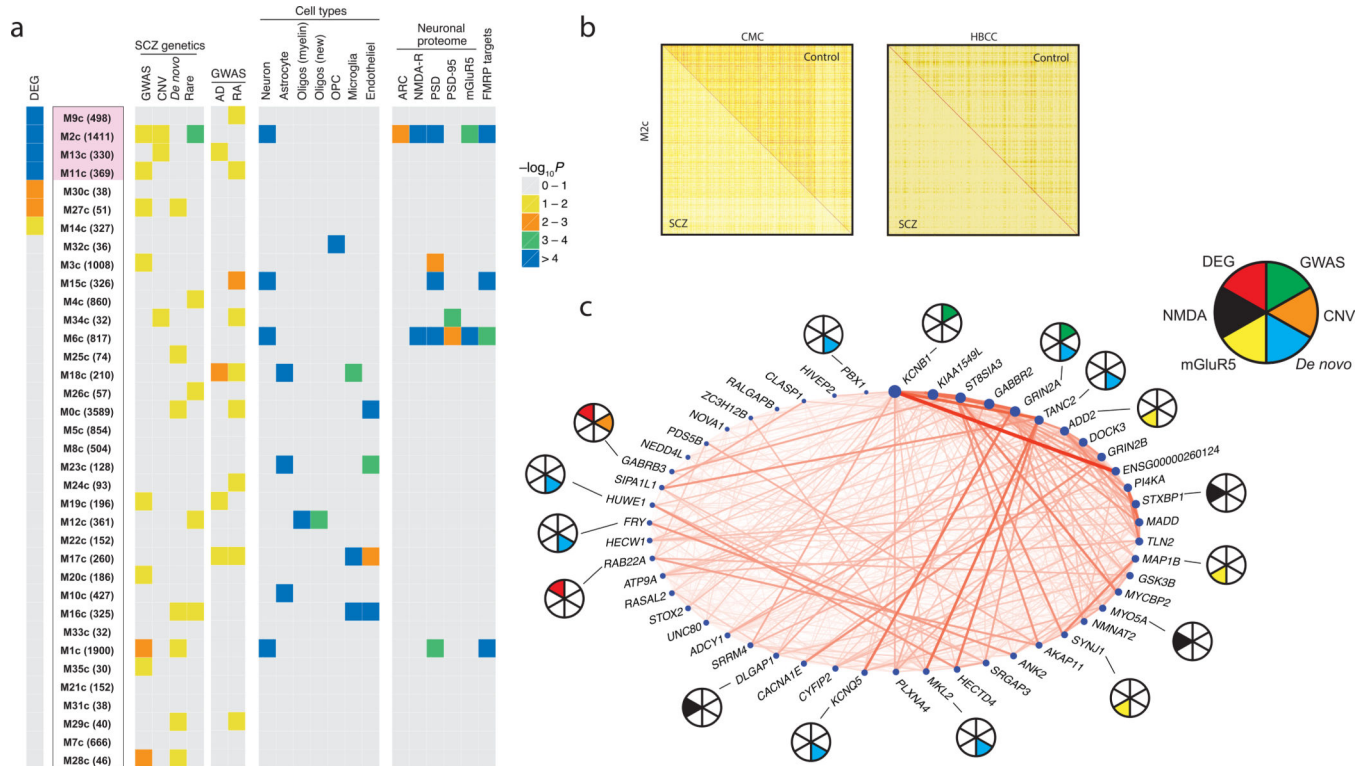 a
Cell types
SCZ genetics
GWAS
Neuronal
proteome
DEG
GWAS
CNV
De novo
Rare
AD
RA
Neuron
Astrocyte
Oligos (myelin)
Oligos (new)
OPC
Microglia
Endotheliel
ARC
NMDA-R
PSD
PSD-95
mGluR5
FMRP targets
M9c (498)
M2c (1411)
M13c (330)
M11c (369)
M30c (38)
M27c (51)
M14c (327)
M32c (36)
M3c (1008)
M15c (326)
M4c (860)
M34c (32)
M6c (817)
M25c (74)
M18c (210)
M26c (57)
M0c (3589)
M5c (854)
M8c (504)
M23c (128)
M24c (93)
M19c (196)
M12c (361)
M22c (152)
M17c (260)
M20c (186)
M10c (427)
M16c (325)
M33c (32)
M1c (1900)
M35c (30)
M21c (152)
M31c (38)
M29c (40)
M7c (666)
M28c (46)
–log10P
0 – 1
1 – 2
2 – 3
3 – 4
> 4
b
CMC
HBCC
Control
Control
M2c
SCZ
SCZ
c
DEG
GWAS
NMDA
CNV
mGluR5
De novo
KCNB1
KIAA1549L
ST8SIA3
GABBR2
GRIN2A
TANC2
ADD2
DOCK3
GRIN2B
ENSG00000260124
PI4KA
STXBP1
MADD
TLN2
MAP1B
GSK3B
MYCBP2
MYO5A
NMNAT2
SYNJ1
AKAP11
ANK2
SRGAP3
HECTD4
MKL2
PLXNA4
KCNQ5
CYFIP2
CACNA1E
DLGAP1
SRRM4
ADCY1
UNC80
STOX2
RASAL2
ATP9A
RAB22A
HECW1
FRY
HUWE1
SIPA1L1
GABRB3
NEDD4L
PDS5B
NOVA1
ZC3H12B
RALGAPB
CLASP1
HIVEP2
PBX1